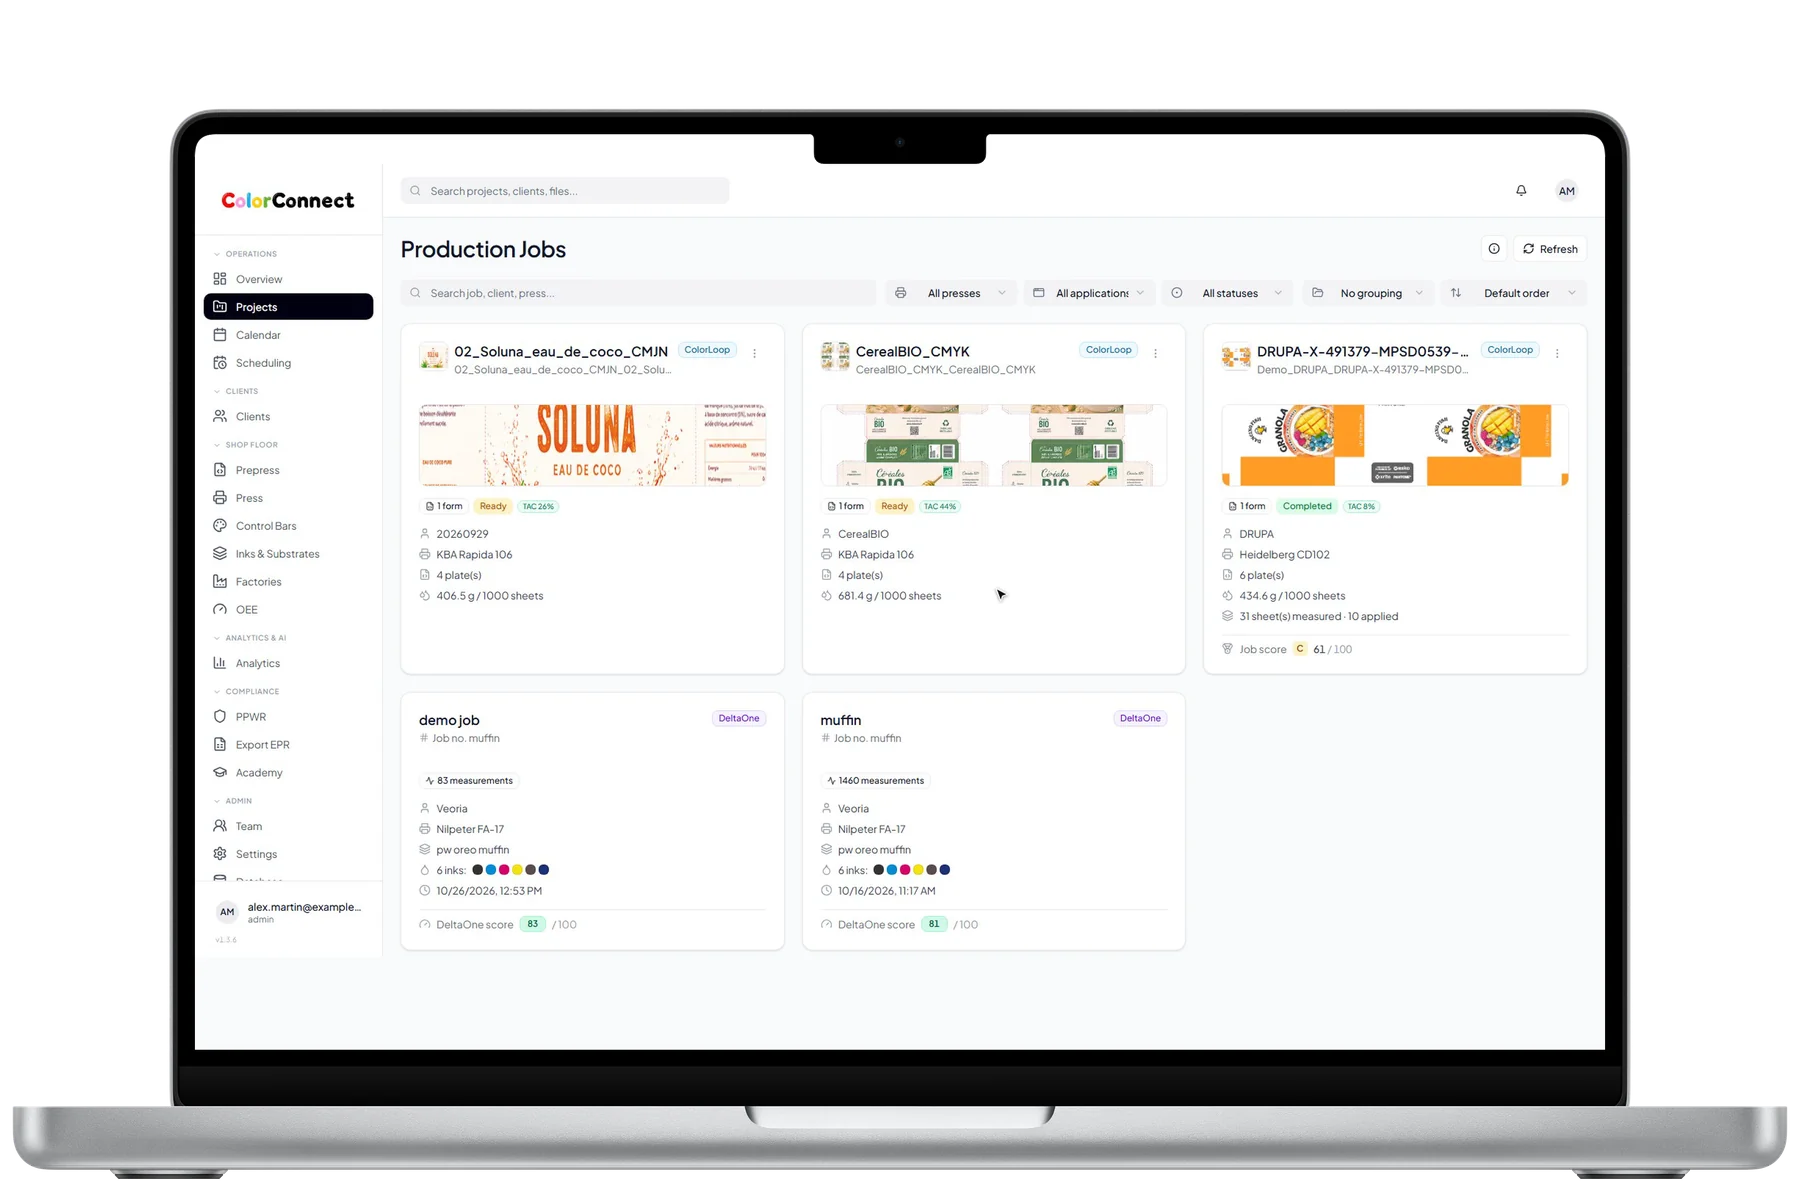 ColorConnect
Search projects, clients, files...
AM
OPERATIONS
Overview
Projects
Calendar
Scheduling
CLIENTS
Clients
SHOP FLOOR
Prepress
Press
Control Bars
Inks & Substrates
Factories
OEE
ANALYTICS & AI
Analytics
COMPLIANCE
PPWR
Export EPR
Academy
ADMIN
Team
Settings
AM
alex.martin@example...
admin
v1.3.6
Production Jobs
Refresh
Search job, client, press...
All presses
All applications
All statuses
No grouping
Default order
02_Soluna_eau_de_coco_CMJN
ColorLoop
02_Soluna_eau_de_coco_CMJN_02_Solu...
SOLUNA
EAU DE COCO
1 form
Ready
TAC 26%
20260929
KBA Rapida 106
4 plate(s)
406.5 g / 1000 sheets
CerealBIO_CMYK
ColorLoop
CerealBIO_CMYK_CerealBIO_CMYK
BIO
BIO
Céréales
BIO
Céréales
BIO
1 form
Ready
TAC 44%
CerealBIO
KBA Rapida 106
4 plate(s)
681.4 g / 1000 sheets
DRUPA-X-491379-MPSD0539-...
ColorLoop
Demo_DRUPA_DRUPA-X-491379-MPSD0...
GRANOLA
GRANOLA
1 form
Completed
TAC 8%
DRUPA
Heidelberg CD102
6 plate(s)
434.6 g / 1000 sheets
31 sheet(s) measured · 10 applied
Job score C 61 / 100
demo job
DeltaOne
# Job no. muffin
83 measurements
Veoria
Nilpeter FA-17
pw oreo muffin
6 inks:
10/26/2026, 12:53 PM
DeltaOne score 83 / 100
muffin
DeltaOne
# Job no. muffin
1460 measurements
Veoria
Nilpeter FA-17
pw oreo muffin
6 inks:
10/16/2026, 11:17 AM
DeltaOne score 81 / 100